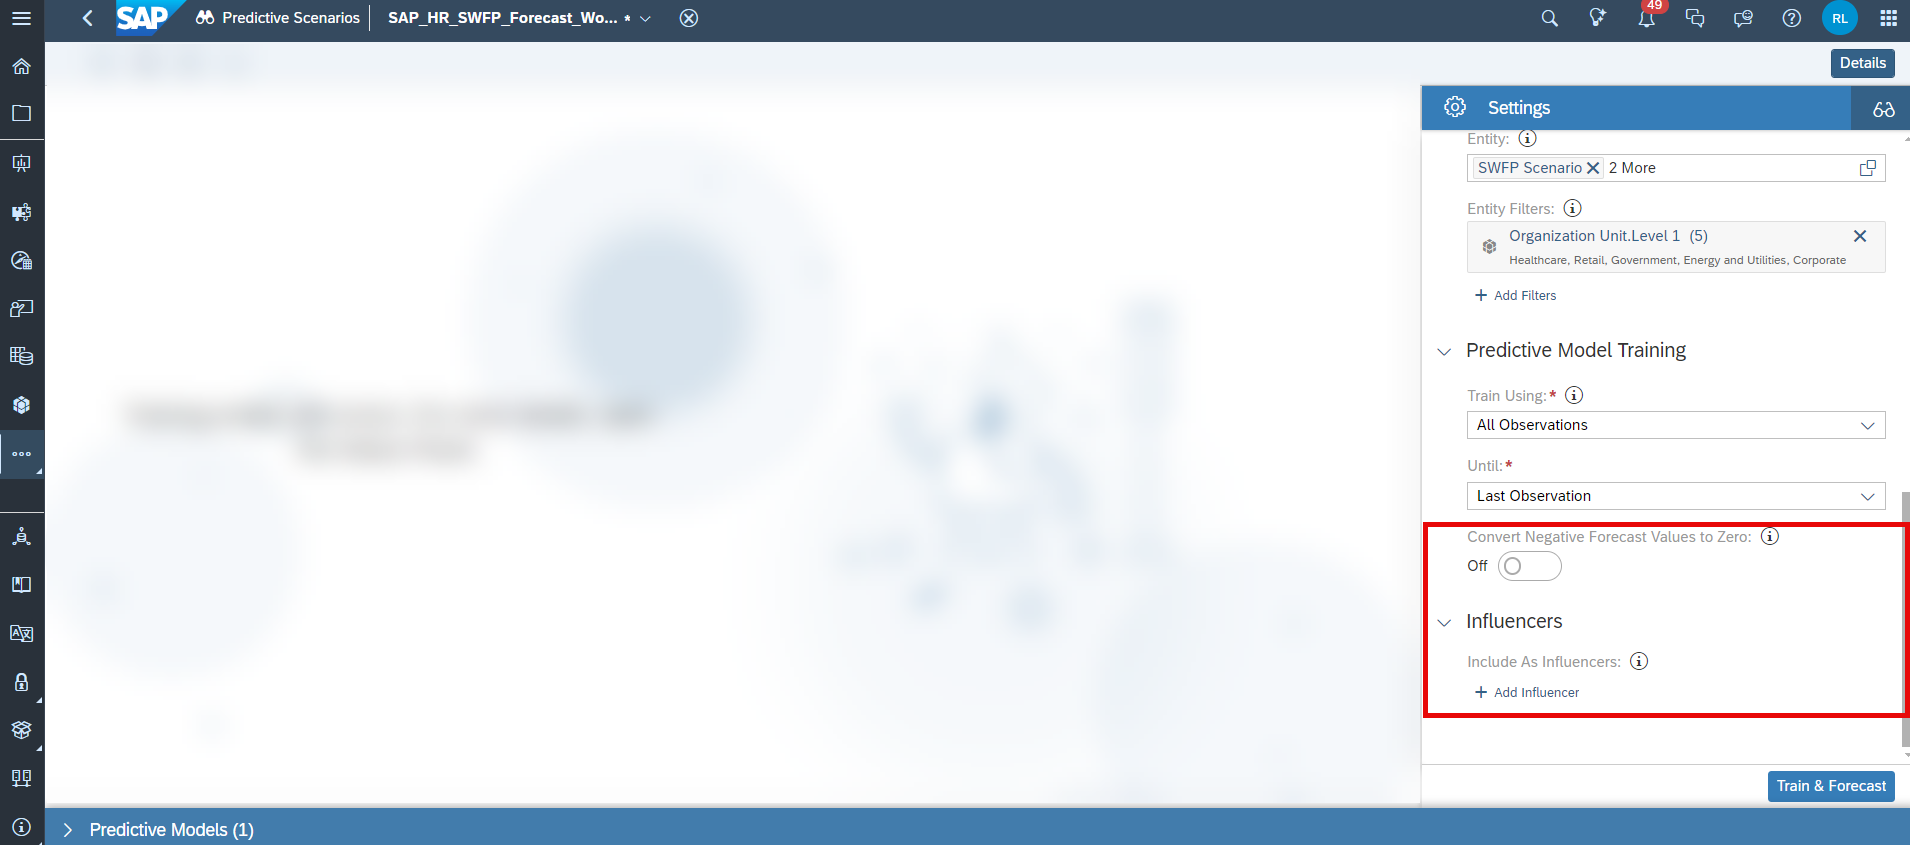 SAP
Predictive Scenarios
SAP_HR_SWFP_Forecast_Wo... *
49
RL
Details
Settings
Entity:
SWFP Scenario 2 More
Entity Filters:
Organization Unit.Level 1 (5)
Healthcare, Retail, Government, Energy and Utilities, Corporate
+ Add Filters
Predictive Model Training
Train Using:*
All Observations
Until:*
Last Observation
Convert Negative Forecast Values to Zero:
Off
Influencers
Include As Influencers:
+ Add Influencer
Train & Forecast
Predictive Models (1)